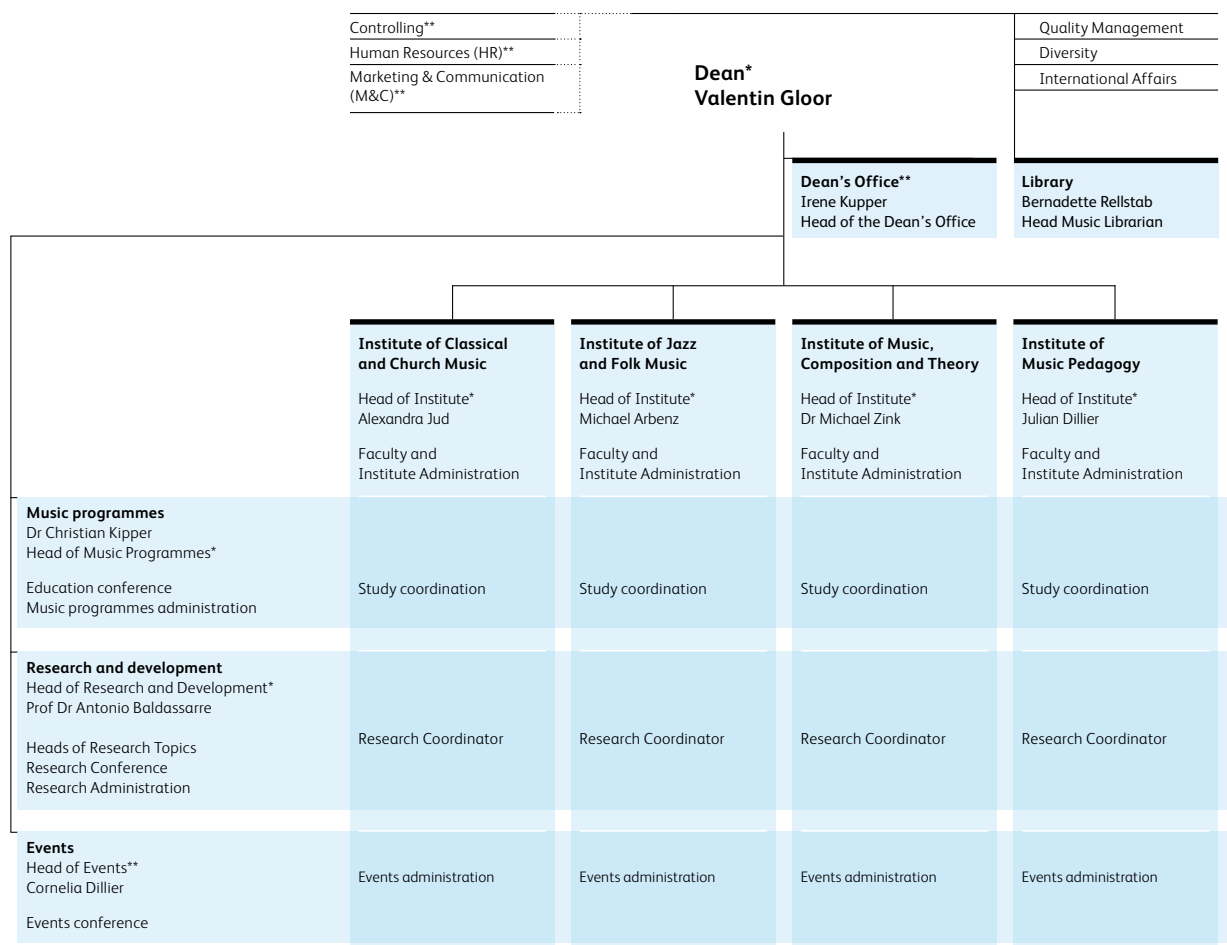 Controlling**
Human Resources (HR)**
Marketing & Communication
(M&C)**
Dean*
Valentin Gloor
Quality Management
Diversity
International Affairs
Dean's Office**
Irene Kupper
Head of the Dean's Office
Library
Bernadette Rellstab
Head Music Librarian
Institute of Classical
and Church Music
Head of Institute*
Alexandra Jud
Faculty and
Institute Administration
Institute of Jazz
and Folk Music
Head of Institute*
Michael Arbenz
Faculty and
Institute Administration
Institute of Music,
Composition and Theory
Head of Institute*
Dr Michael Zink
Faculty and
Institute Administration
Institute of
Music Pedagogy
Head of Institute*
Julian Dillier
Faculty and
Institute Administration
Music programmes
Dr Christian Kipper
Head of Music Programmes*
Education conference
Music programmes administration
Study coordination
Study coordination
Study coordination
Study coordination
Research and development
Head of Research and Development*
Prof Dr Antonio Baldassarre
Heads of Research Topics
Research Conference
Research Administration
Research Coordinator
Research Coordinator
Research Coordinator
Research Coordinator
Events
Head of Events**
Cornelia Dillier
Events conference
Events administration
Events administration
Events administration
Events administration